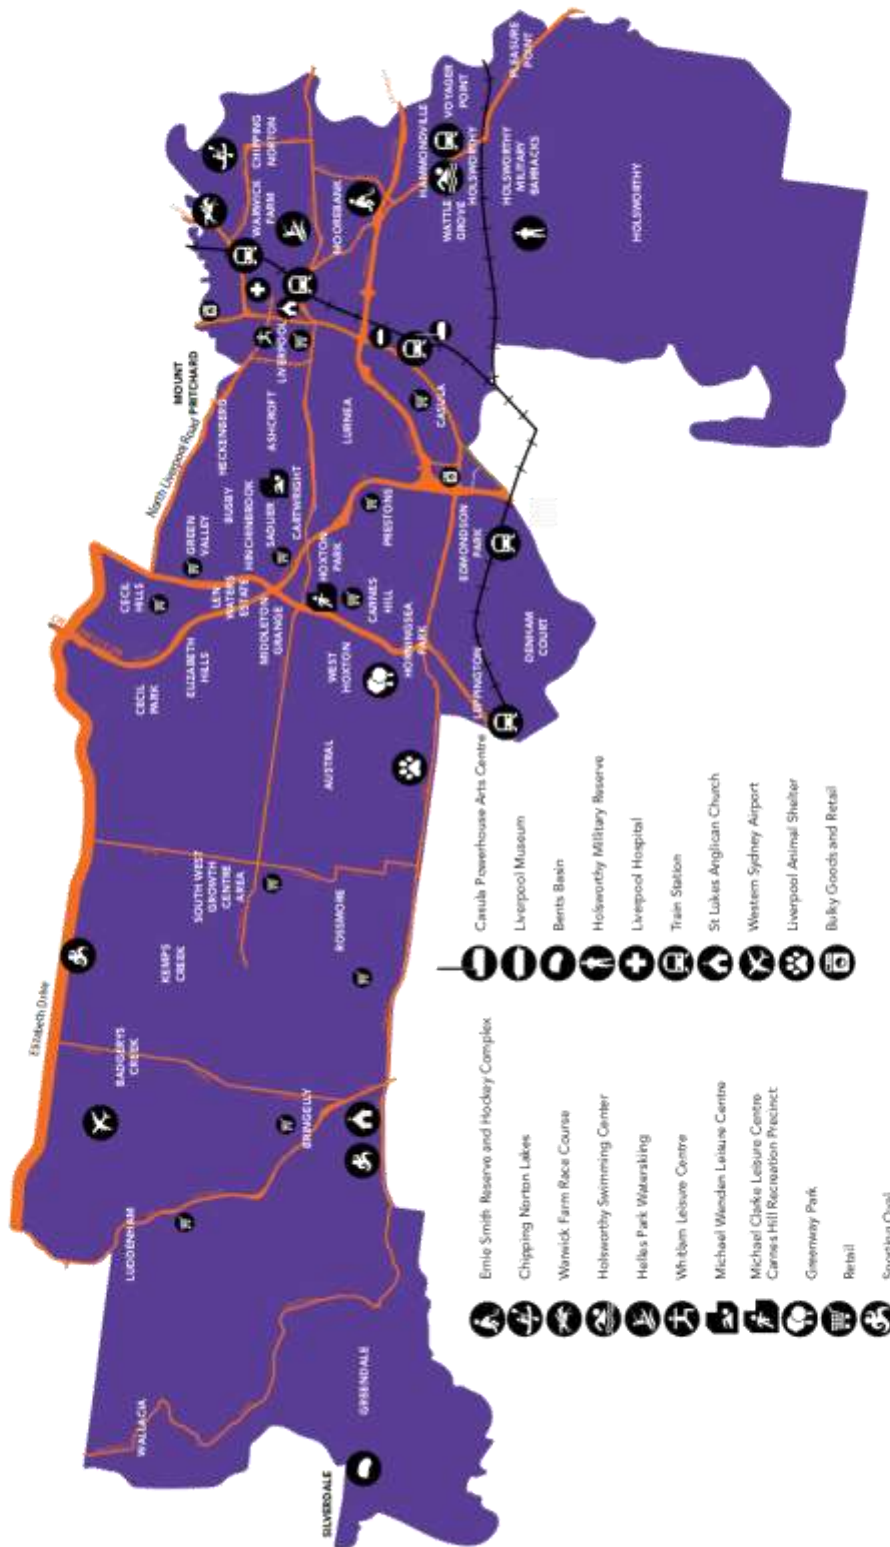 SILVERDALE
WALLACIA
GREENDALE
LUDDENHAM
BRINGELLY
BADGERYS
CREEK
Elizabeth Drive
KEMPS
CREEK
ROSSMORE
SOUTH WEST
GROWTH
CENTRE
AREA
AUSTRAL
CECIL
PARK
ELIZABETH
HILLS
WEST
HOXTON
CECIL
HILLS
MIDDLETON
GRANGE
LEN
WATERS
ESTATE
HORNINGSEA
PARK
CARNES
HILL
HOXTON
PARK
GREEN
VALLEY
HINCHINBROOK
BUSBY
SADLIER
CARTWRIGHT
PRESTONS
North Liverpool Road
HECKENBERG
ASHCROFT
LURNEA
MOUNT
PRITCHARD
LIVERPOOL
CASULA
LEPPINGTON
DENHAM
COURT
EDMONDSON
PARK
WARWICK
FARM
CHIPPING
NORTON
MOOREBANK
HAMMONDVILLE
WATTLE
GROVE
HOLSWORTHY
VOYAGER
POINT
PLEASURE
POINT
HOLSWORTHY
MILITARY
BARRACKS
HOLSWORTHY
Ernie Smith Reserve and Hockey Complex
Chipping Norton Lakes
Warwick Farm Race Course
Holsworthy Swimming Center
Helles Park Waterskiing
Whitlam Leisure Centre
Michael Wenden Leisure Centre
Michael Clarke Leisure Centre
Carnes Hill Recreation Precinct
Greenway Park
Retail
Sporting Oval
Casula Powerhouse Arts Centre
Liverpool Museum
Bents Basin
Holsworthy Military Reserve
Liverpool Hospital
Train Station
St Lukes Anglican Church
Western Sydney Airport
Liverpool Animal Shelter
Bulky Goods and Retail